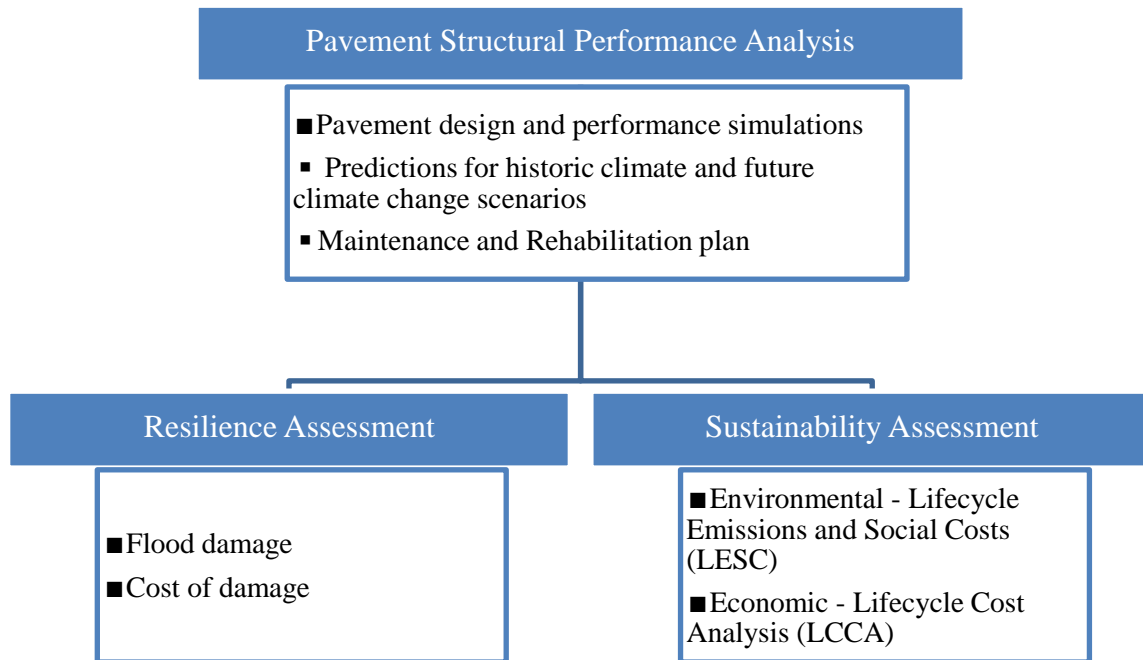 Pavement Structural Performance Analysis
■Pavement design and performance simulations
▪ Predictions for historic climate and future
climate change scenarios
▪ Maintenance and Rehabilitation plan
Resilience Assessment
■Flood damage
■Cost of damage
Sustainability Assessment
■Environmental - Lifecycle
Emissions and Social Costs
(LESC)
■Economic - Lifecycle Cost
Analysis (LCCA)